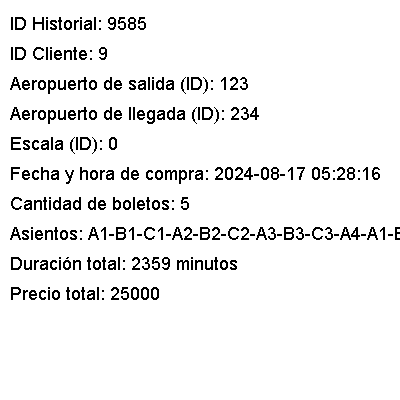 ID Historial: 9585
ID Cliente: 9
Aeropuerto de salida (ID): 123
Aeropuerto de llegada (ID): 234
Escala (ID): 0
Fecha y hora de compra: 2024-08-17 05:28:16
Cantidad de boletos: 5
Asientos: A1-B1-C1-A2-B2-C2-A3-B3-C3-A4-A1-
Duración total: 2359 minutos
Precio total: 25000